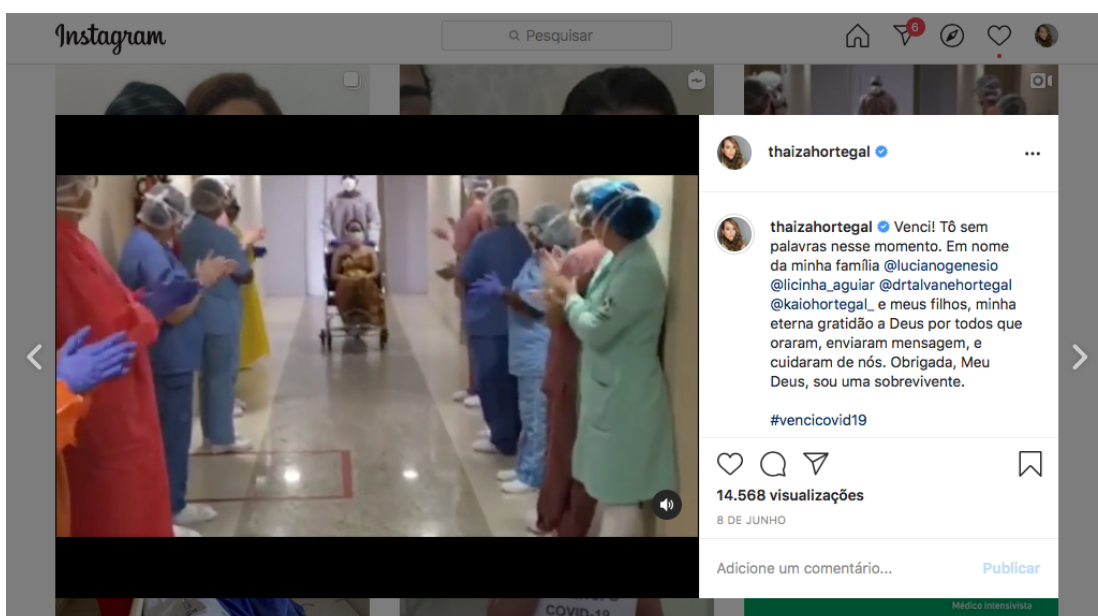 Instagram
Pesquisar
6
thaizahortegal
thaizahortegal Venci! Tô sem
palavras nesse momento. Em nome
da minha família @lucianogenesio
@licinha_aguiar @drtalvanehortegal
@kaiohortegal_ e meus filhos, minha
eterna gratidão a Deus por todos que
oraram, enviaram mensagem, e
cuidaram de nós. Obrigada, Meu
Deus, sou uma sobrevivente.
#vencicovid19
14.568 visualizações
8 DE JUNHO
Adicione um comentário... Publicar
COVID-19
Médico intensivista